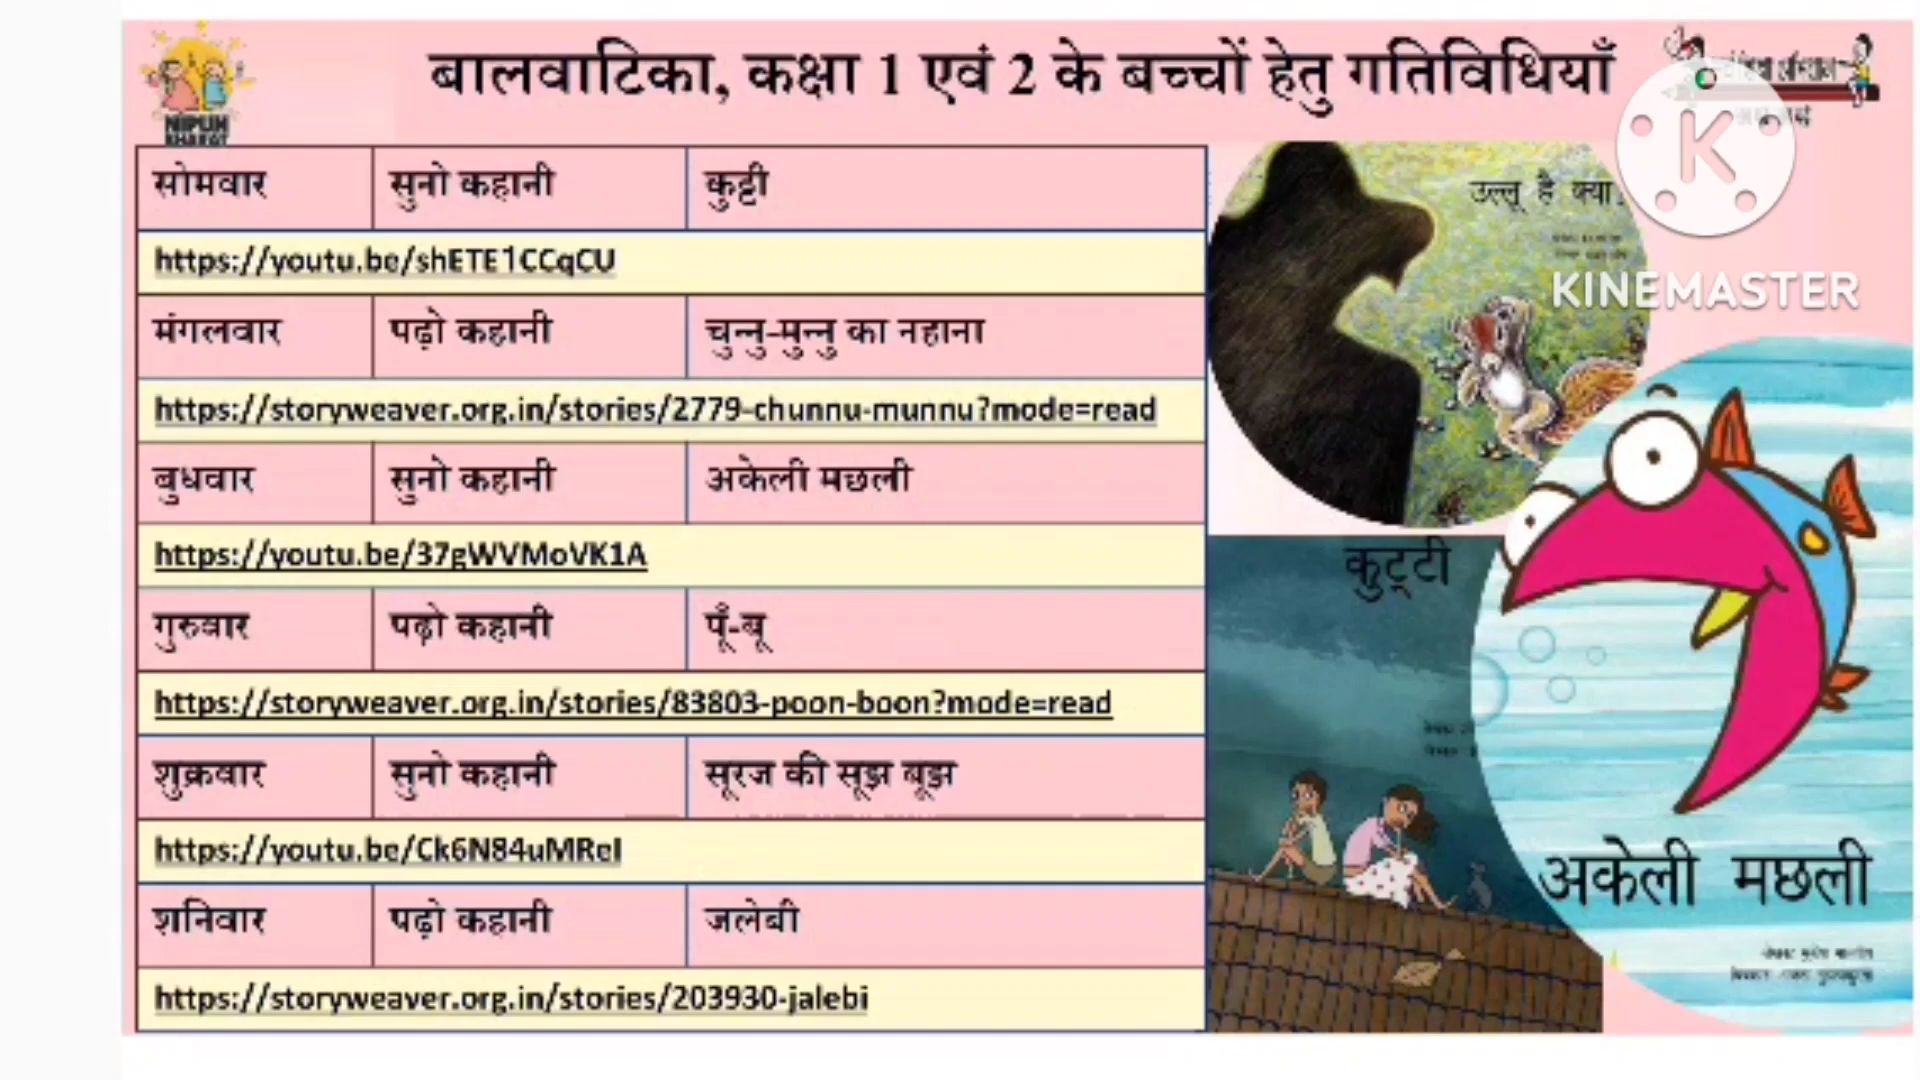 बालवाटिका, कक्षा 1 एवं 2 के बच्चों हेतु गतिविधियाँ
NIPUN
BHARAT
सोमवार सुनो कहानी कुट्टी
https://youtu.be/shETE1CCqCU
मंगलवार पढ़ो कहानी चुन्नु-मुन्नु का नहाना
https://storyweaver.org.in/stories/2779-chunnu-munnu?mode=read
बुधवार सुनो कहानी अकेली मछली
https://youtu.be/37gWVMoVK1A
गुरुवार पढ़ो कहानी पूँ-बू
https://storyweaver.org.in/stories/83803-poon-boon?mode=read
शुक्रवार सुनो कहानी सूरज की सूझ बूझ
https://youtu.be/Ck6N84uMReI
शनिवार पढ़ो कहानी जलेबी
https://storyweaver.org.in/stories/203930-jalebi
उल्लू है क्या
K
KINEMASTER
कुट्टी
अकेली मछली